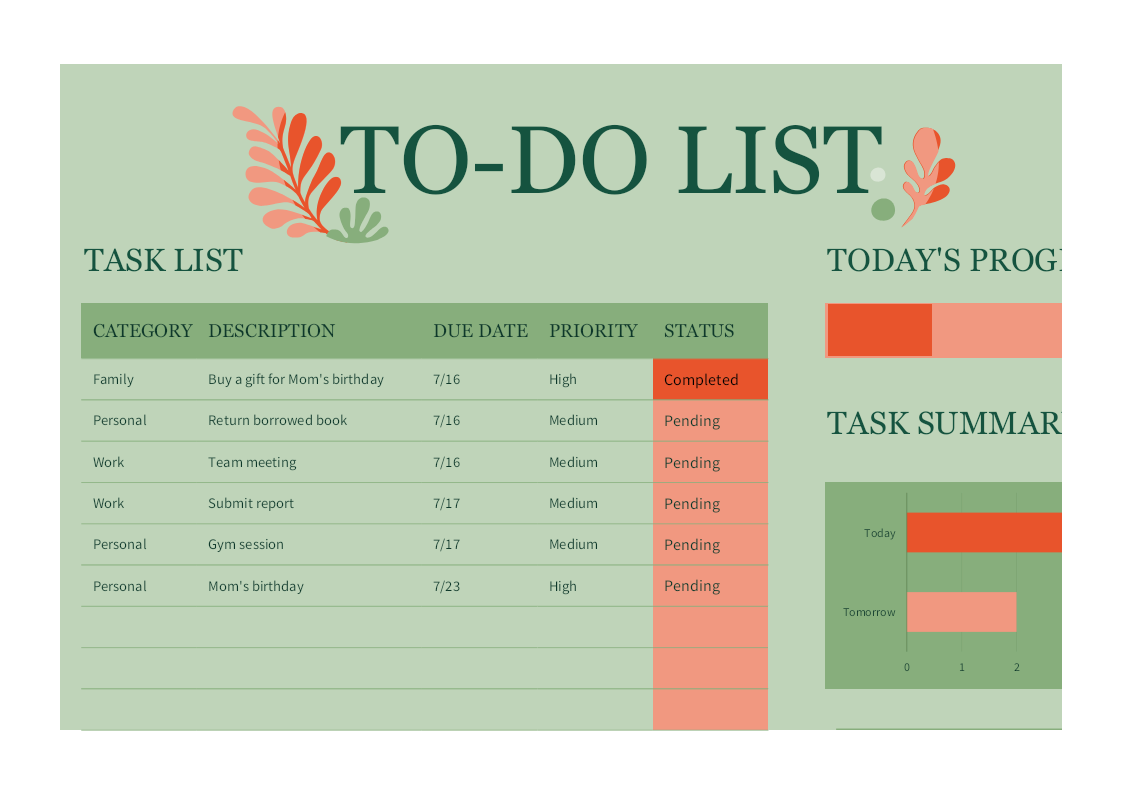 TO-DO LIST
TASK LIST
CATEGORY DESCRIPTION DUE DATE PRIORITY STATUS
Family Buy a gift for Mom's birthday 7/16 High Completed
Personal Return borrowed book 7/16 Medium Pending
Work Team meeting 7/16 Medium Pending
Work Submit report 7/17 Medium Pending
Personal Gym session 7/17 Medium Pending
Personal Mom's birthday 7/23 High Pending
TODAY'S
TASK
Today
Tomorrow
0 1 2